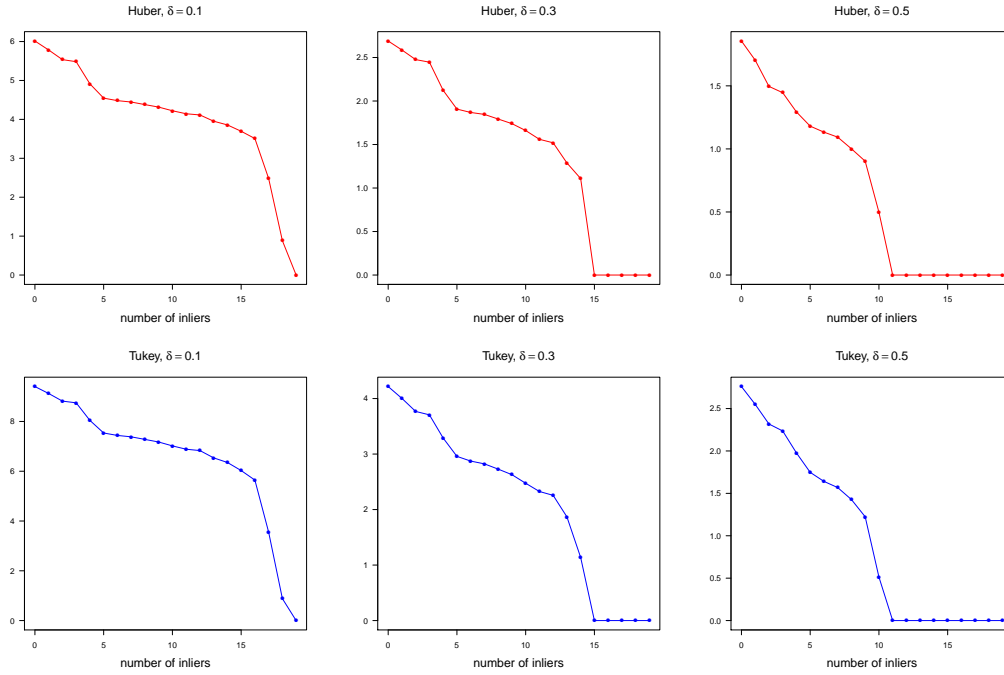 Huber, δ = 0.1
6
5
4
3
2
1
0
0 5 10 15
number of inliers
Huber, δ = 0.3
2.5
2.0
1.5
1.0
0.5
0.0
0 5 10 15
number of inliers
Huber, δ = 0.5
1.5
1.0
0.5
0.0
0 5 10 15
number of inliers
Tukey, δ = 0.1
8
6
4
2
0
0 5 10 15
number of inliers
Tukey, δ = 0.3
4
3
2
1
0
0 5 10 15
number of inliers
Tukey, δ = 0.5
2.5
2.0
1.5
1.0
0.5
0.0
0 5 10 15
number of inliers